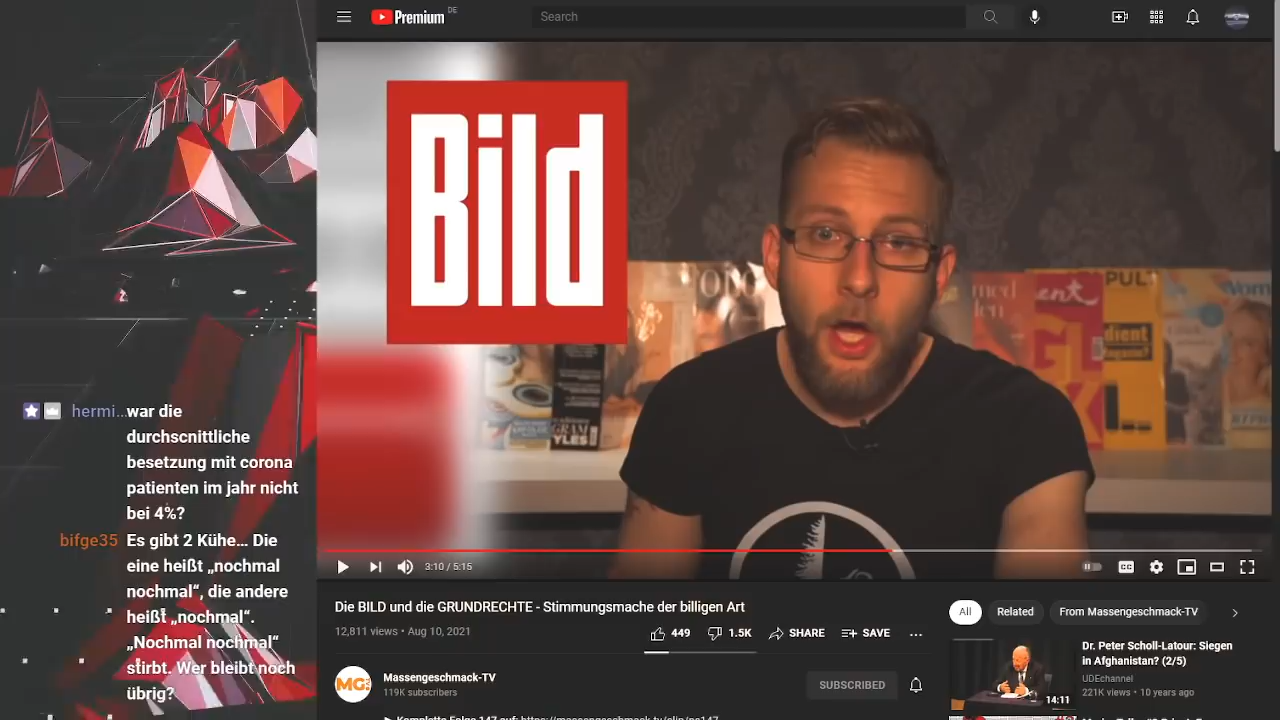 DE
Premium
Search
Bild
hermi...
war die
durchscnittliche
besetzung mit corona
patienten im jahr nicht
bei 4%?
bifge35
Es gibt 2 Kühe... Die
eine heißt „nochmal
nochmal“, die andere
heißt „nochmal“.
„Nochmal nochmal“
stirbt. Wer bleibt noch
übrig?
3:10 / 5:15
CC
Die BILD und die GRUNDRECHTE - Stimmungsmache der billigen Art
12,811 views • Aug 10, 2021
449
1.5K
SHARE
SAVE
MG
Massengeschmack-TV
119K subscribers
SUBSCRIBED
All
Related
From Massengeschmack-TV
Dr. Peter Scholl-Latour: Siegen
in Afghanistan? (2/5)
UDEchannel
221K views • 10 years ago
14:11